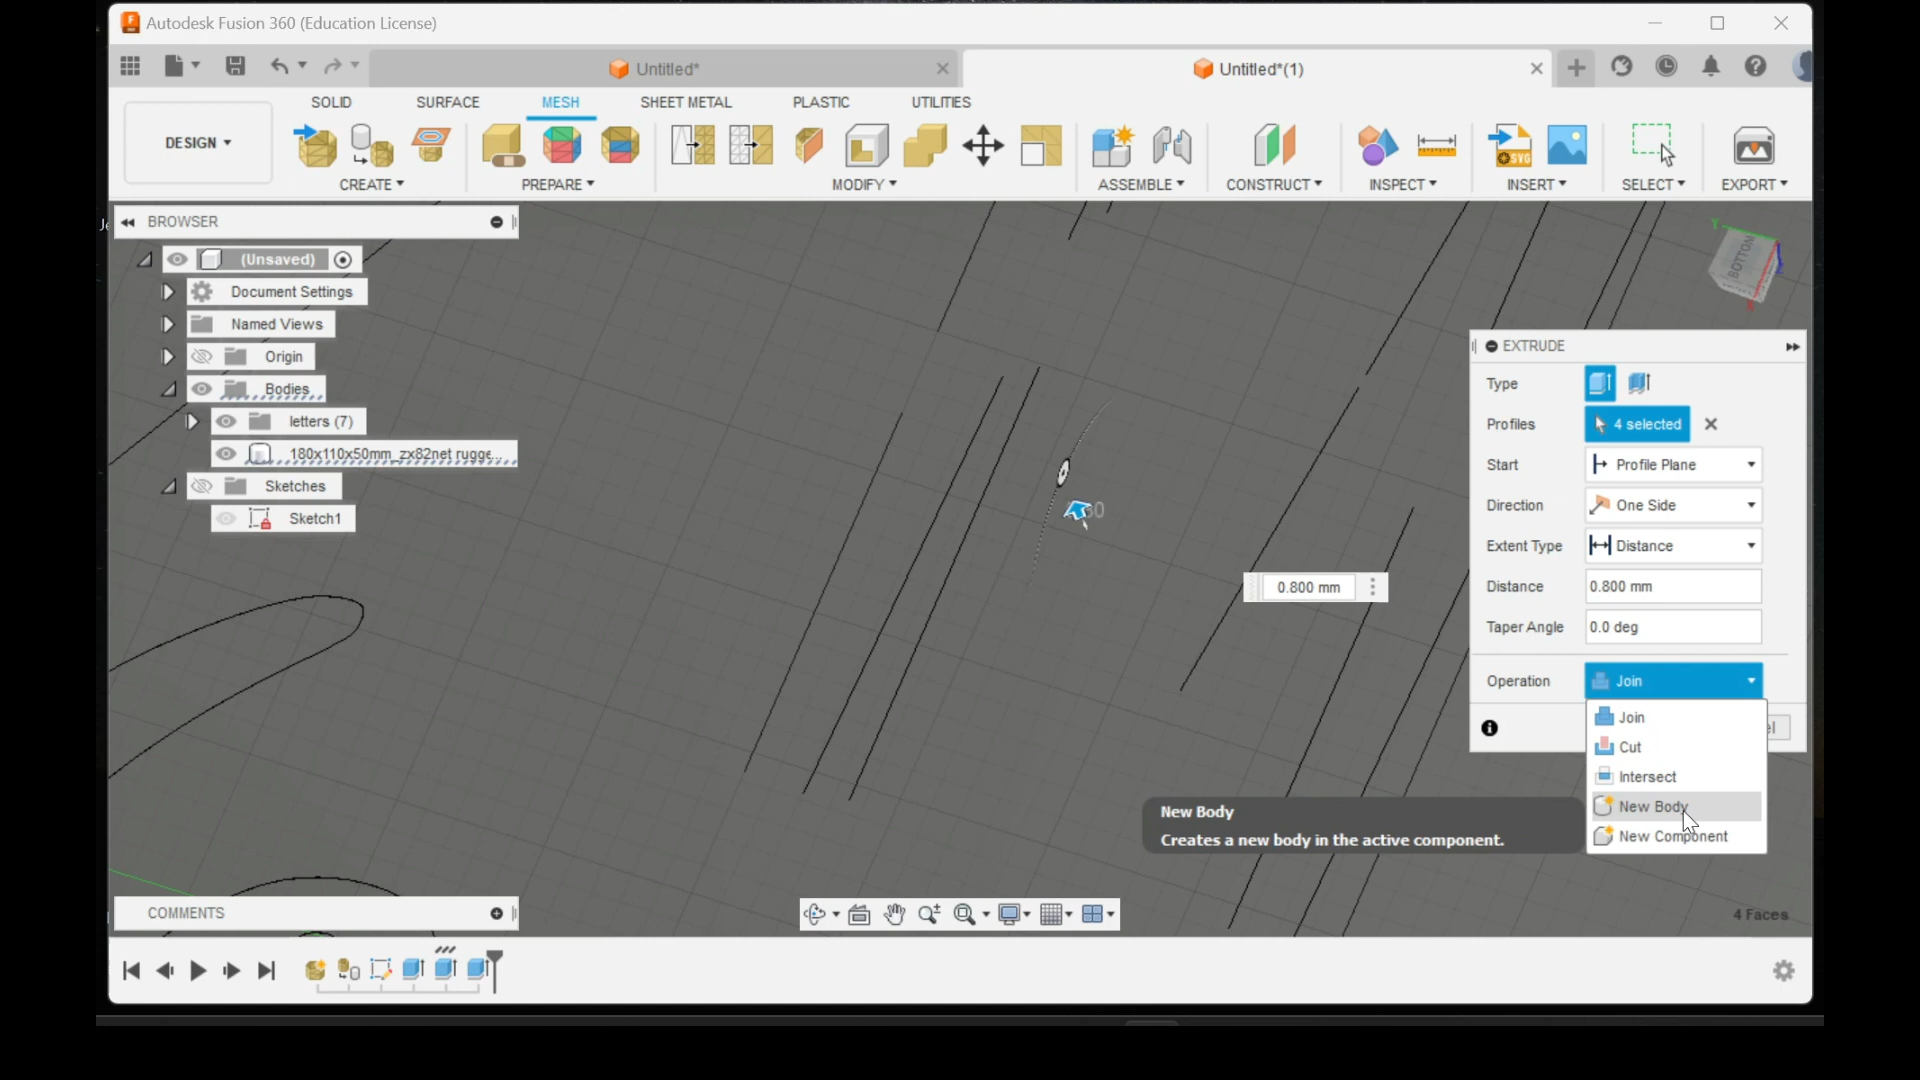 Autodesk Fusion 360 (Education License)
Untitled*
Untitled*(1)
DESIGN
SOLID
SURFACE
MESH
SHEET METAL
PLASTIC
UTILITIES
CREATE
PREPARE
MODIFY
ASSEMBLE
CONSTRUCT
INSPECT
INSERT
SVG
SELECT
EXPORT
BROWSER
(Unsaved)
Document Settings
Named Views
Origin
Bodies
letters (7)
180x110x50mm_zx82net rugge...
Sketches
Sketch1
Y
BOTTOM
EXTRUDE
Type
Profiles
4 selected
Start
Profile Plane
Direction
One Side
Extent Type
Distance
Distance
0.800 mm
Taper Angle
0.0 deg
Operation
Join
Join
Cut
Intersect
New Body
New Component
0.800 mm
New Body
Creates a new body in the active component.
4 Faces
COMMENTS